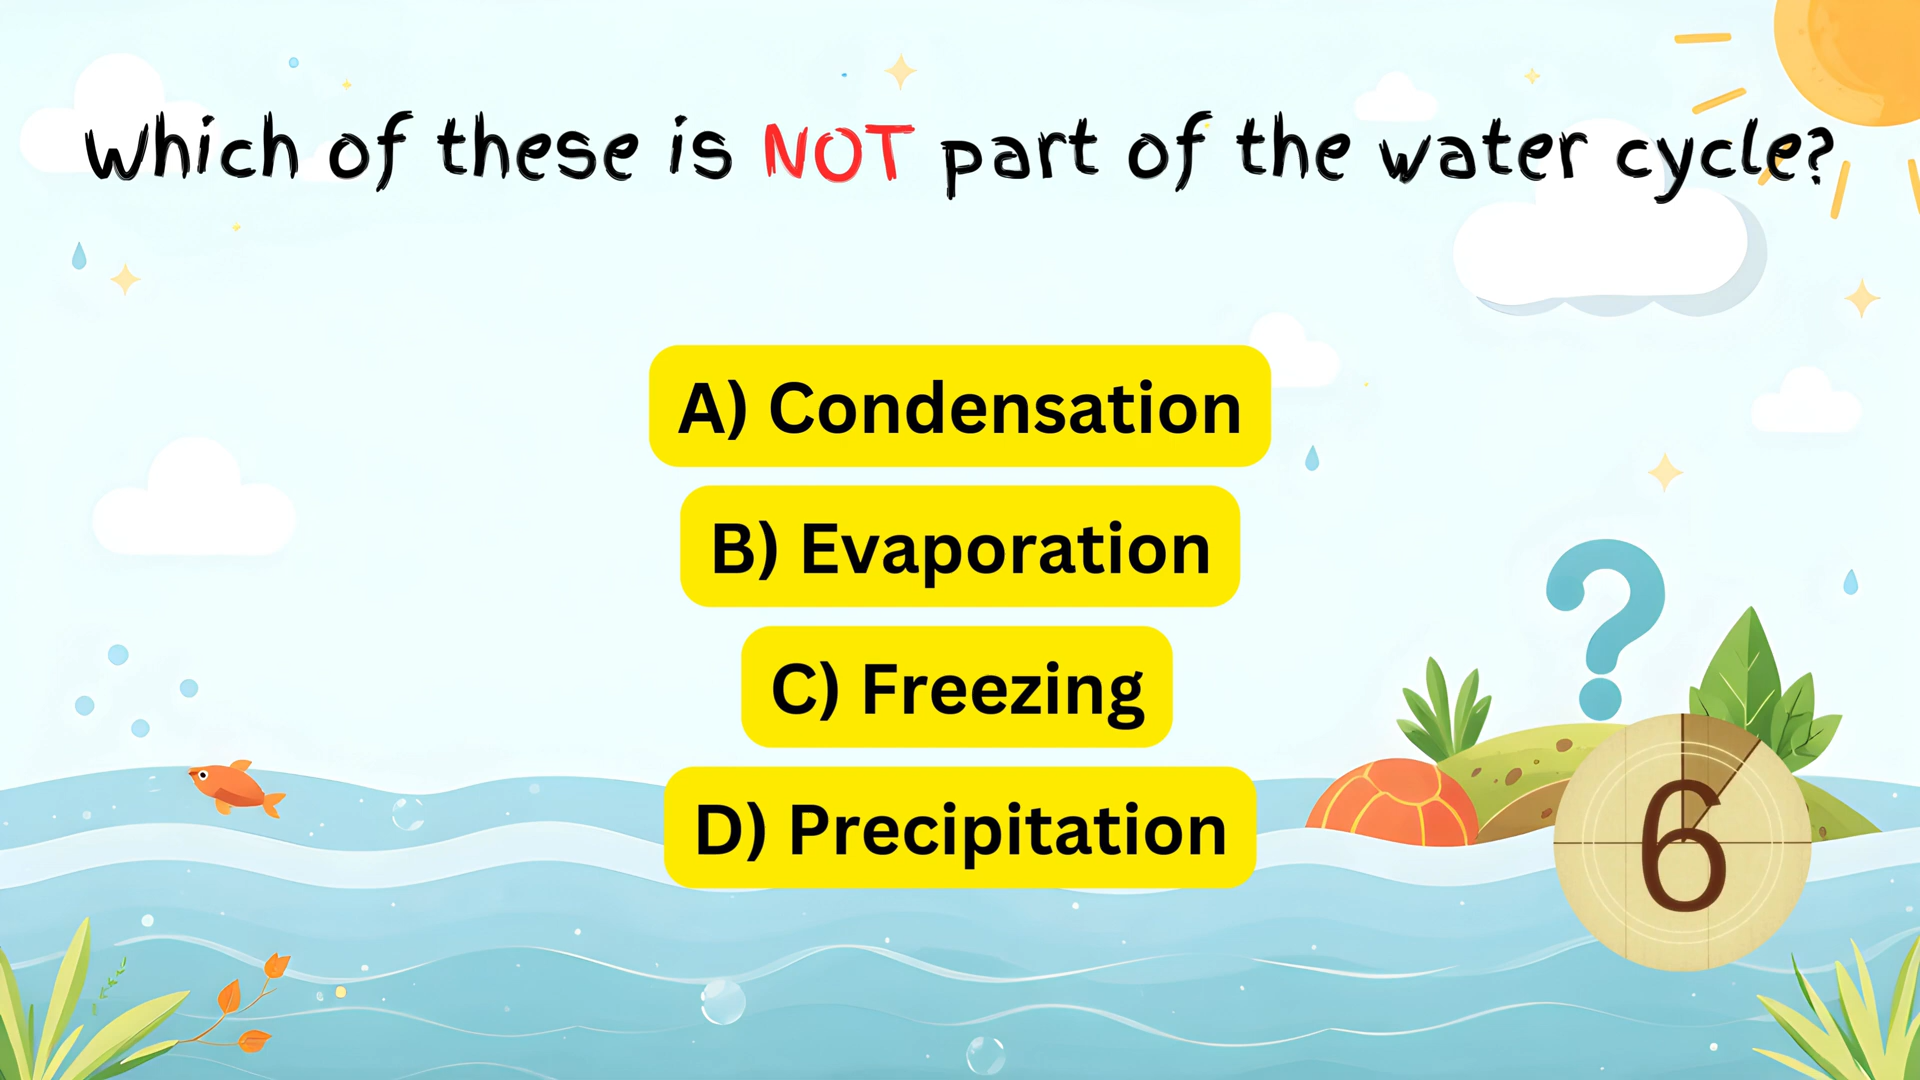 Which of these is NOT part of the water cycle?
A) Condensation
B) Evaporation
C) Freezing
D) Precipitation
?
6